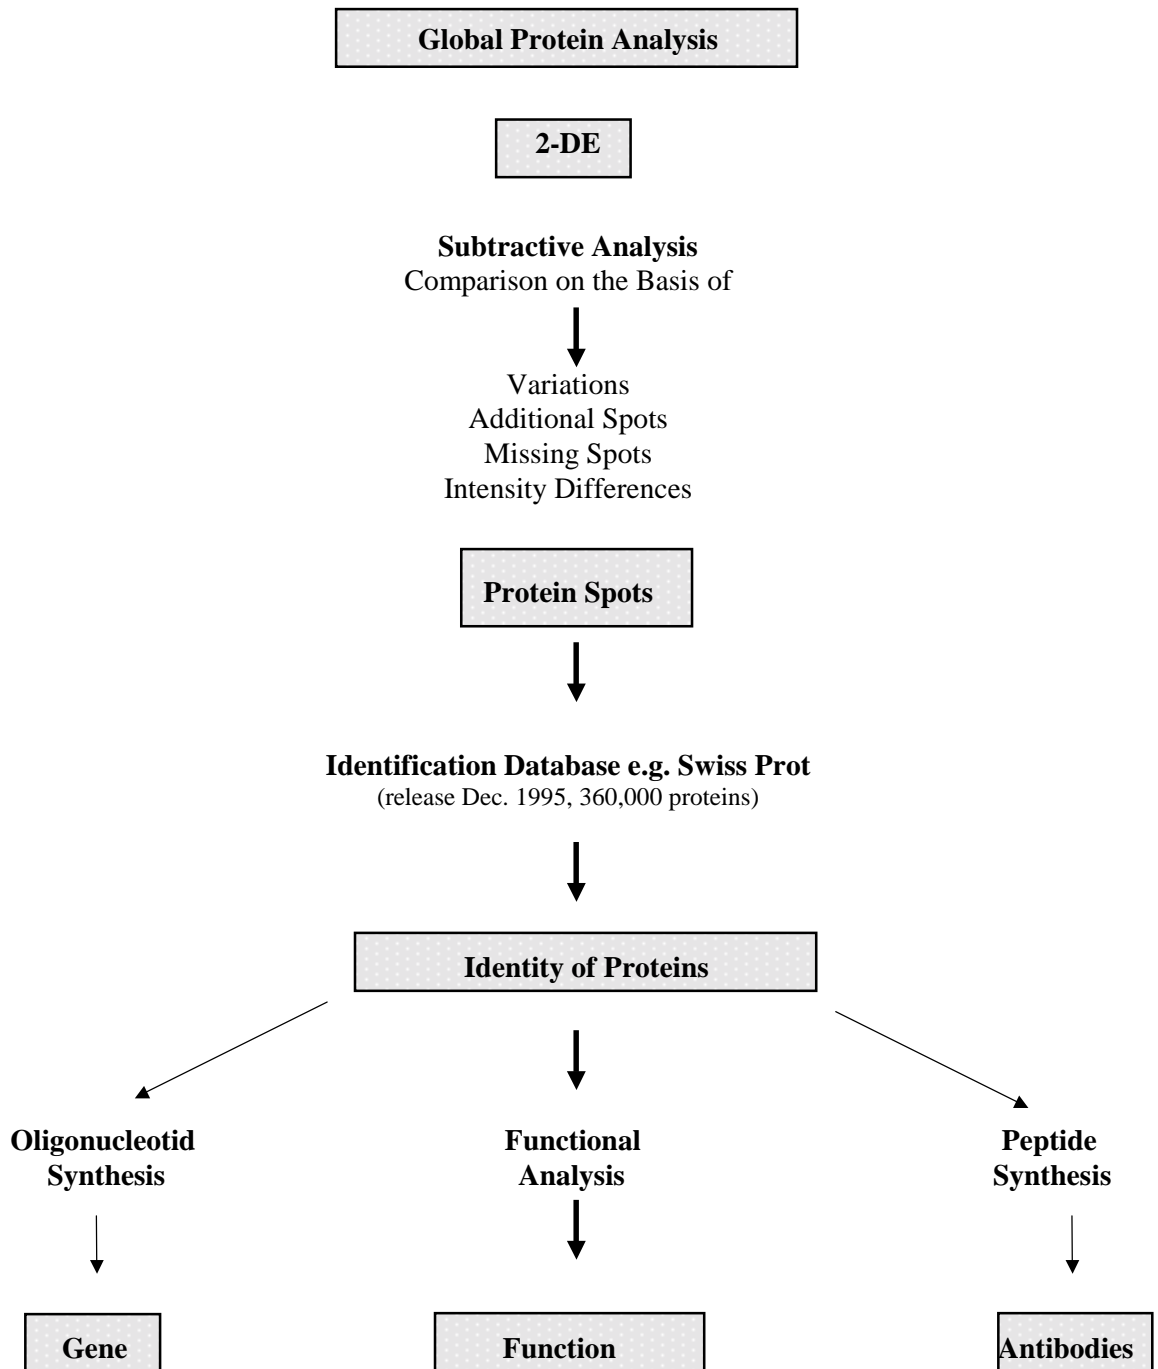 Global Protein Analysis
2-DE
Subtractive Analysis
Comparison on the Basis of
Variations
Additional Spots
Missing Spots
Intensity Differences
Protein Spots
Identification Database e.g. Swiss Prot
(release Dec. 1995, 360,000 proteins)
Identity of Proteins
Oligonucleotid
Synthesis
Functional
Analysis
Peptide
Synthesis
Gene
Function
Antibodies